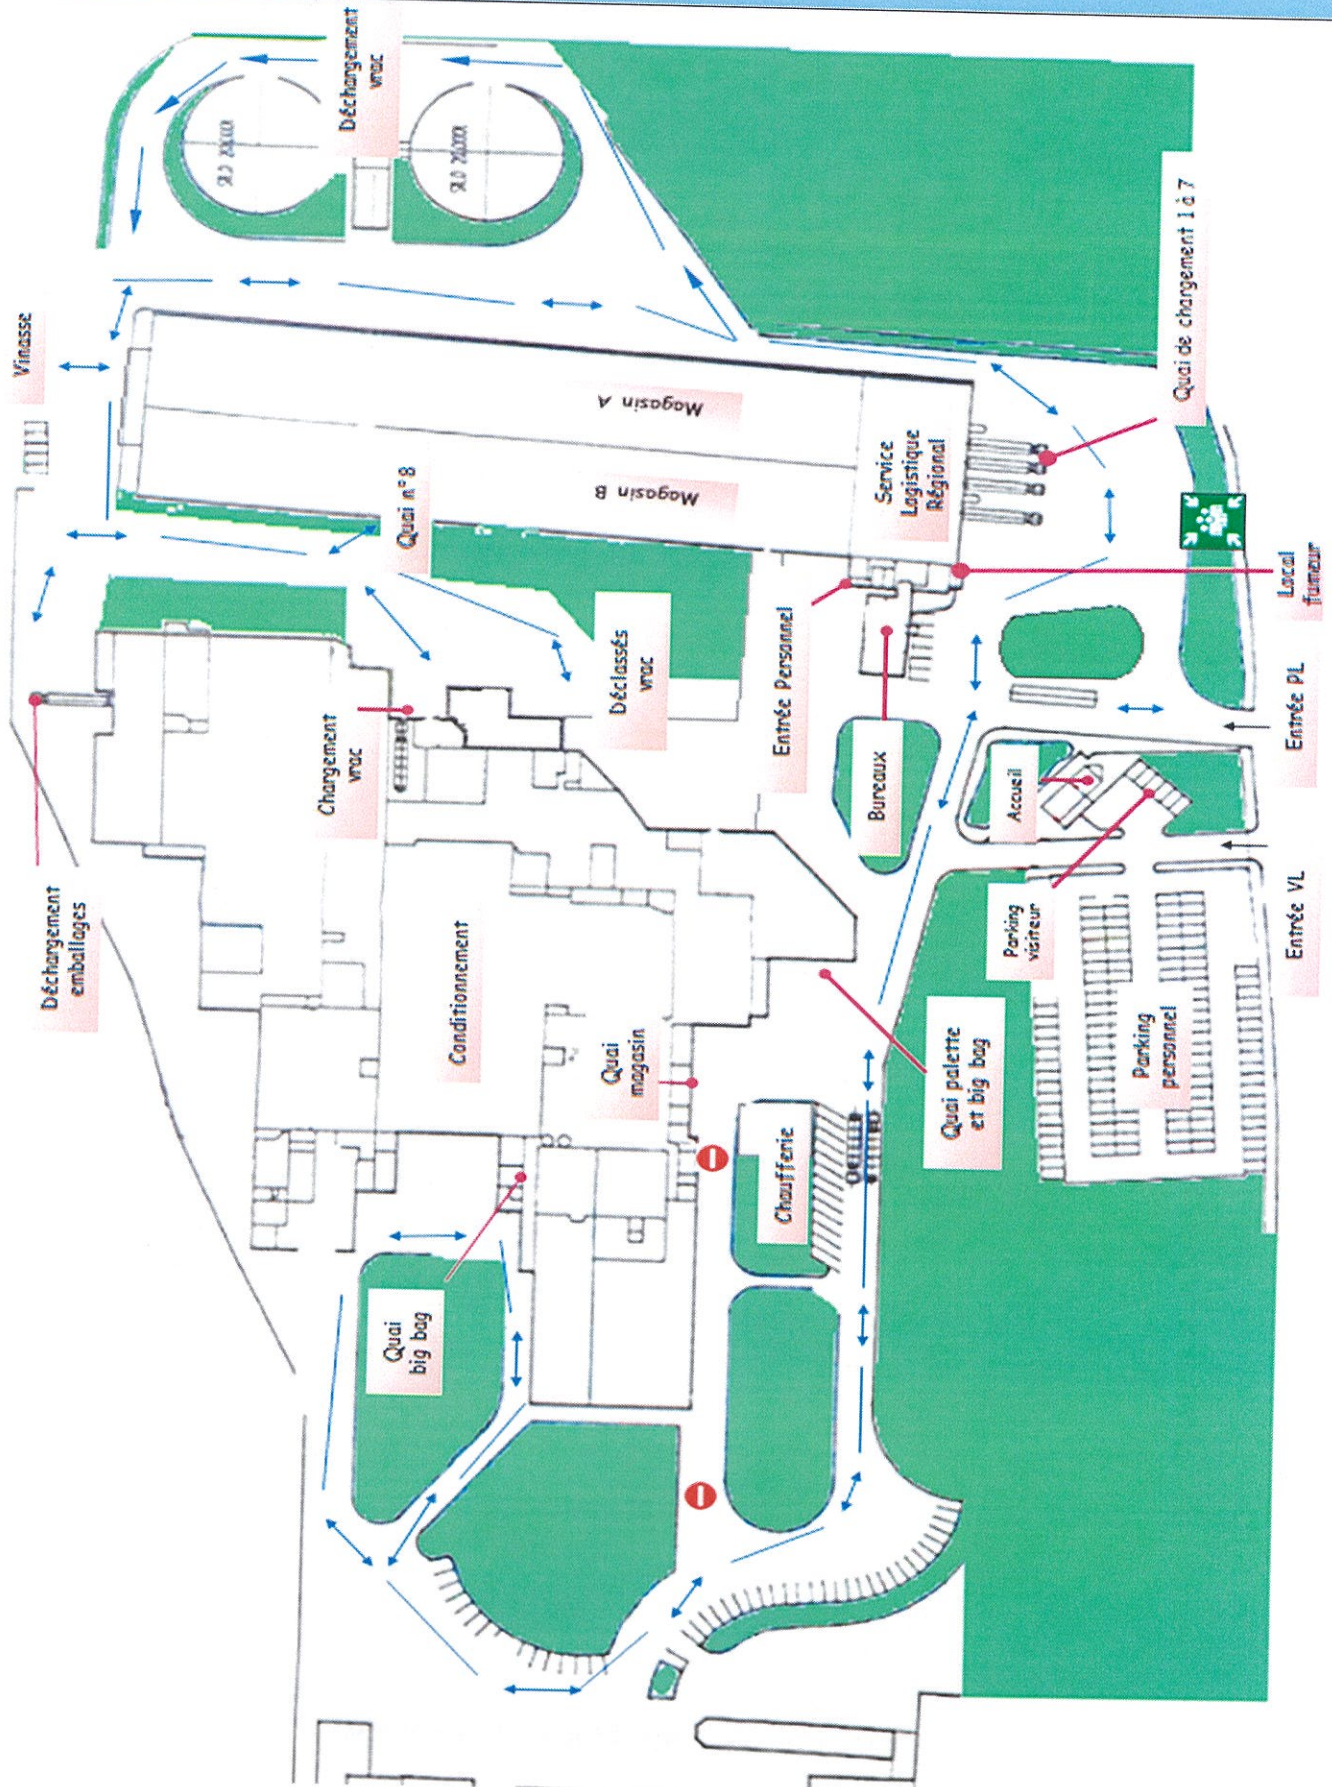 Vinasse
Déchargement
vrac
SILO 20000t
SILO 20000t
Déchargement
emballages
Chargement
vrac
Quai n°8
Magasin A
Magasin B
Déclassés
vrac
Service
Logistique
Régional
Quai de chargement 1 à 7
Entrée Personnel
Bureaux
Local
fumeur
Conditionnement
Quai
magasin
Quai
big bag
Chaufferie
Quai palette
et big bag
Accueil
Parking
visiteur
Parking
personnel
Entrée PL
Entrée VL